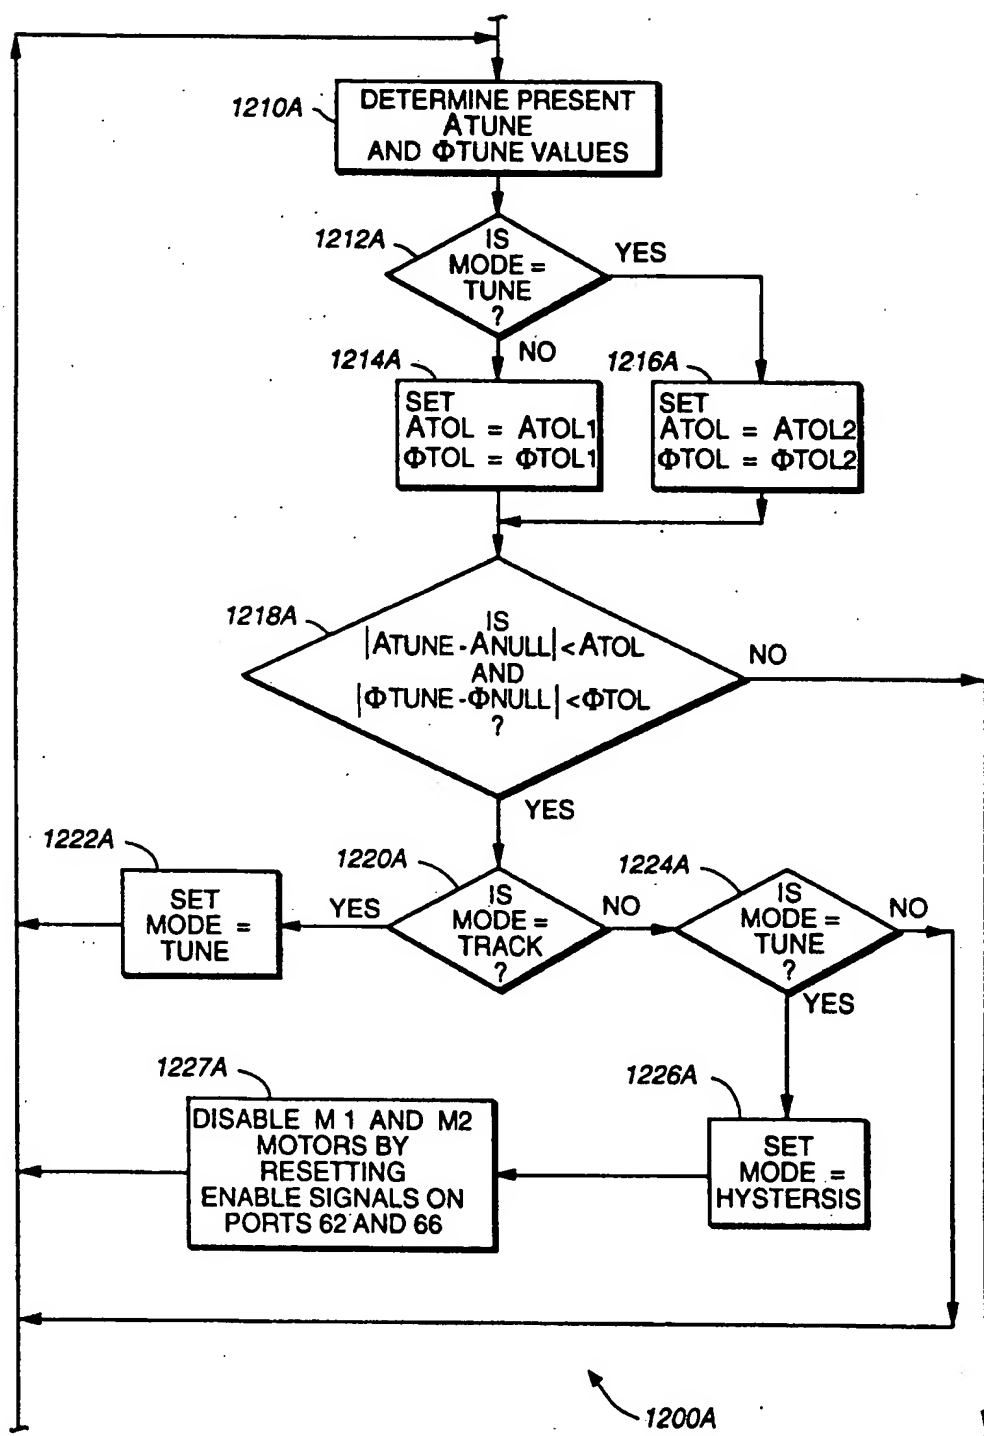 1210A
DETERMINE PRESENT
ATUNE
AND ΦTUNE VALUES
1212A
IS
MODE =
TUNE
?
YES
NO
1214A
SET
ATOL = ATOL1
ΦTOL = ΦTOL1
1216A
SET
ATOL = ATOL2
ΦTOL = ΦTOL2
1218A
IS
|ATUNE - ANULL| < ATOL
AND
|ΦTUNE - ΦNULL| < ΦTOL
?
NO
YES
1220A
IS
MODE =
TRACK
?
YES
NO
1222A
SET
MODE =
TUNE
1224A
IS
MODE =
TUNE
?
NO
YES
1226A
SET
MODE =
HYSTERSIS
1227A
DISABLE M 1 AND M2
MOTORS BY
RESETTING
ENABLE SIGNALS ON
PORTS 62 AND 66
1200A